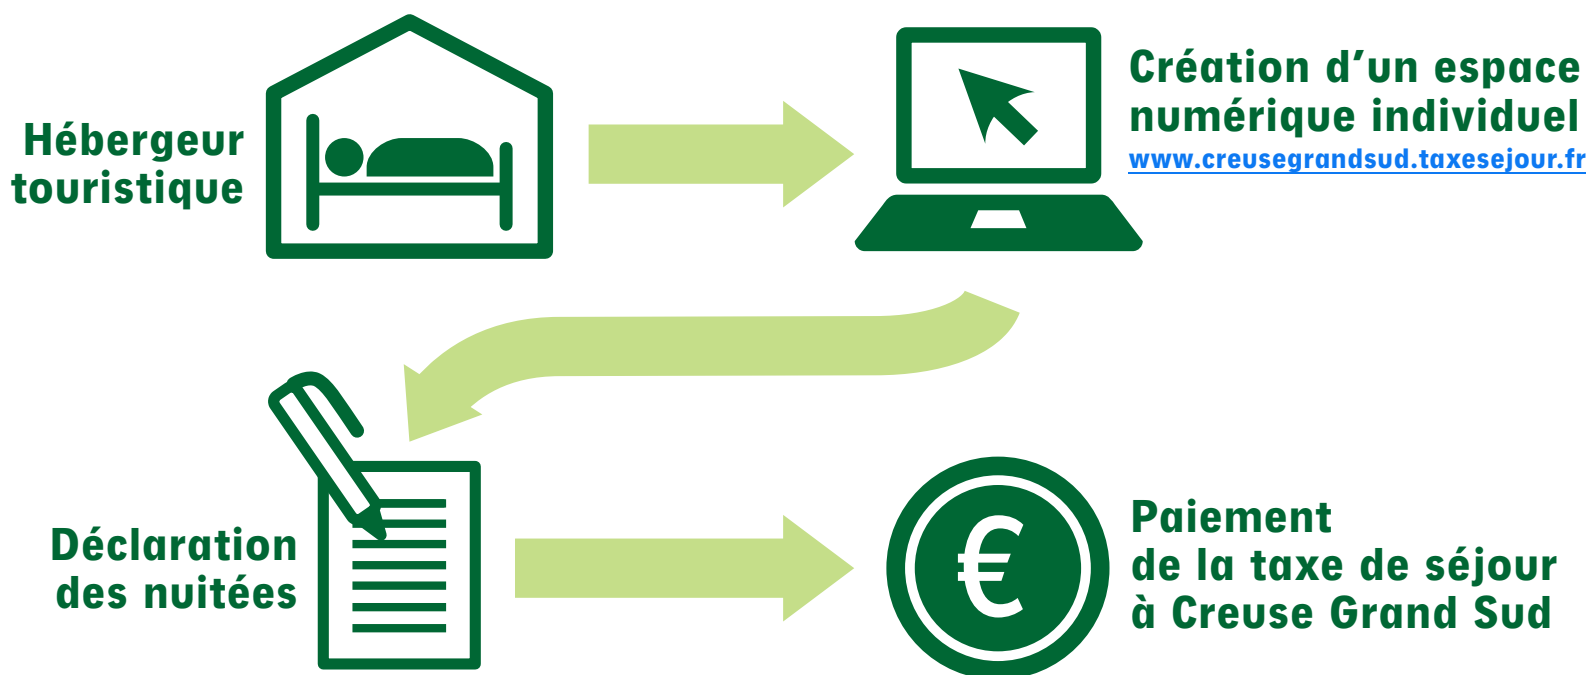 Hébergeur
touristique
Création d’un espace
numérique individuel
www.creusegrandsud.taxesejour.fr
Déclaration
des nuitées
€
Paiement
de la taxe de séjour
à Creuse Grand Sud